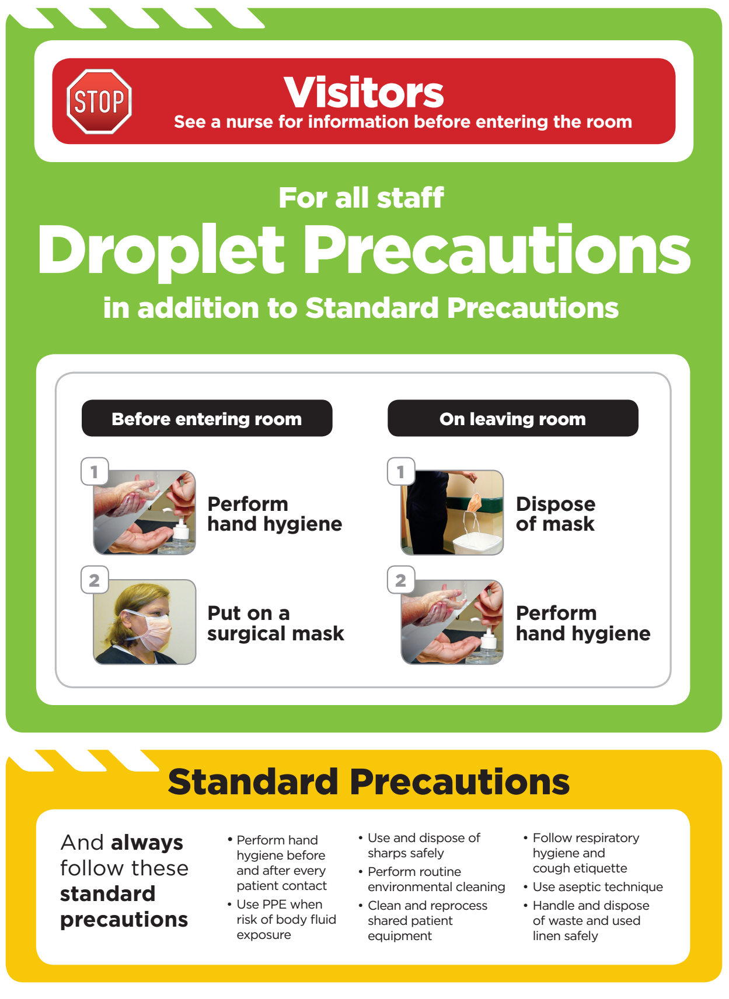 STOP
Visitors
See a nurse for information before entering the room
For all staff
Droplet Precautions
in addition to Standard Precautions
Before entering room
1
Perform
hand hygiene
2
Put on a
surgical mask
On leaving room
1
Dispose
of mask
2
Perform
hand hygiene
Standard Precautions
And always
follow these
standard
precautions
• Perform hand
hygiene before
and after every
patient contact
• Use PPE when
risk of body fluid
exposure
• Use and dispose of
sharps safely
• Perform routine
environmental cleaning
• Clean and reprocess
shared patient
equipment
• Follow respiratory
hygiene and
cough etiquette
• Use aseptic technique
• Handle and dispose
of waste and used
linen safely